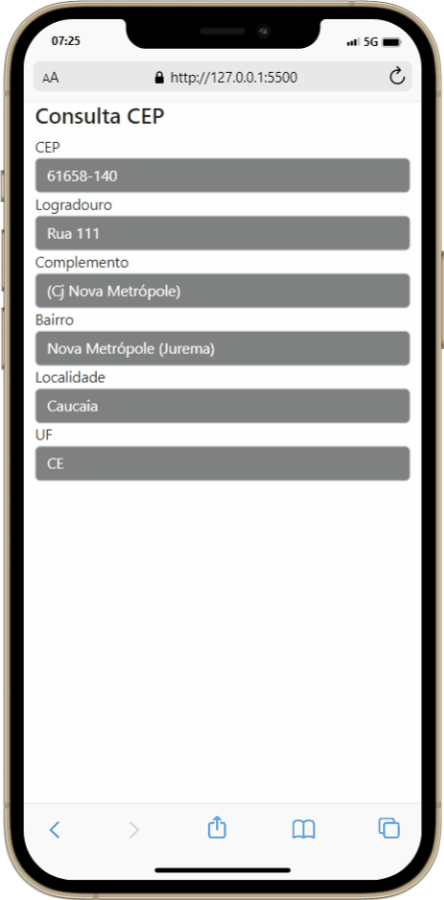 07:25
5G
AA
http://127.0.0.1:5500
Consulta CEP
CEP
61658-140
Logradouro
Rua 111
Complemento
(Cj Nova Metrópole)
Bairro
Nova Metrópole (Jurema)
Localidade
Caucaia
UF
CE